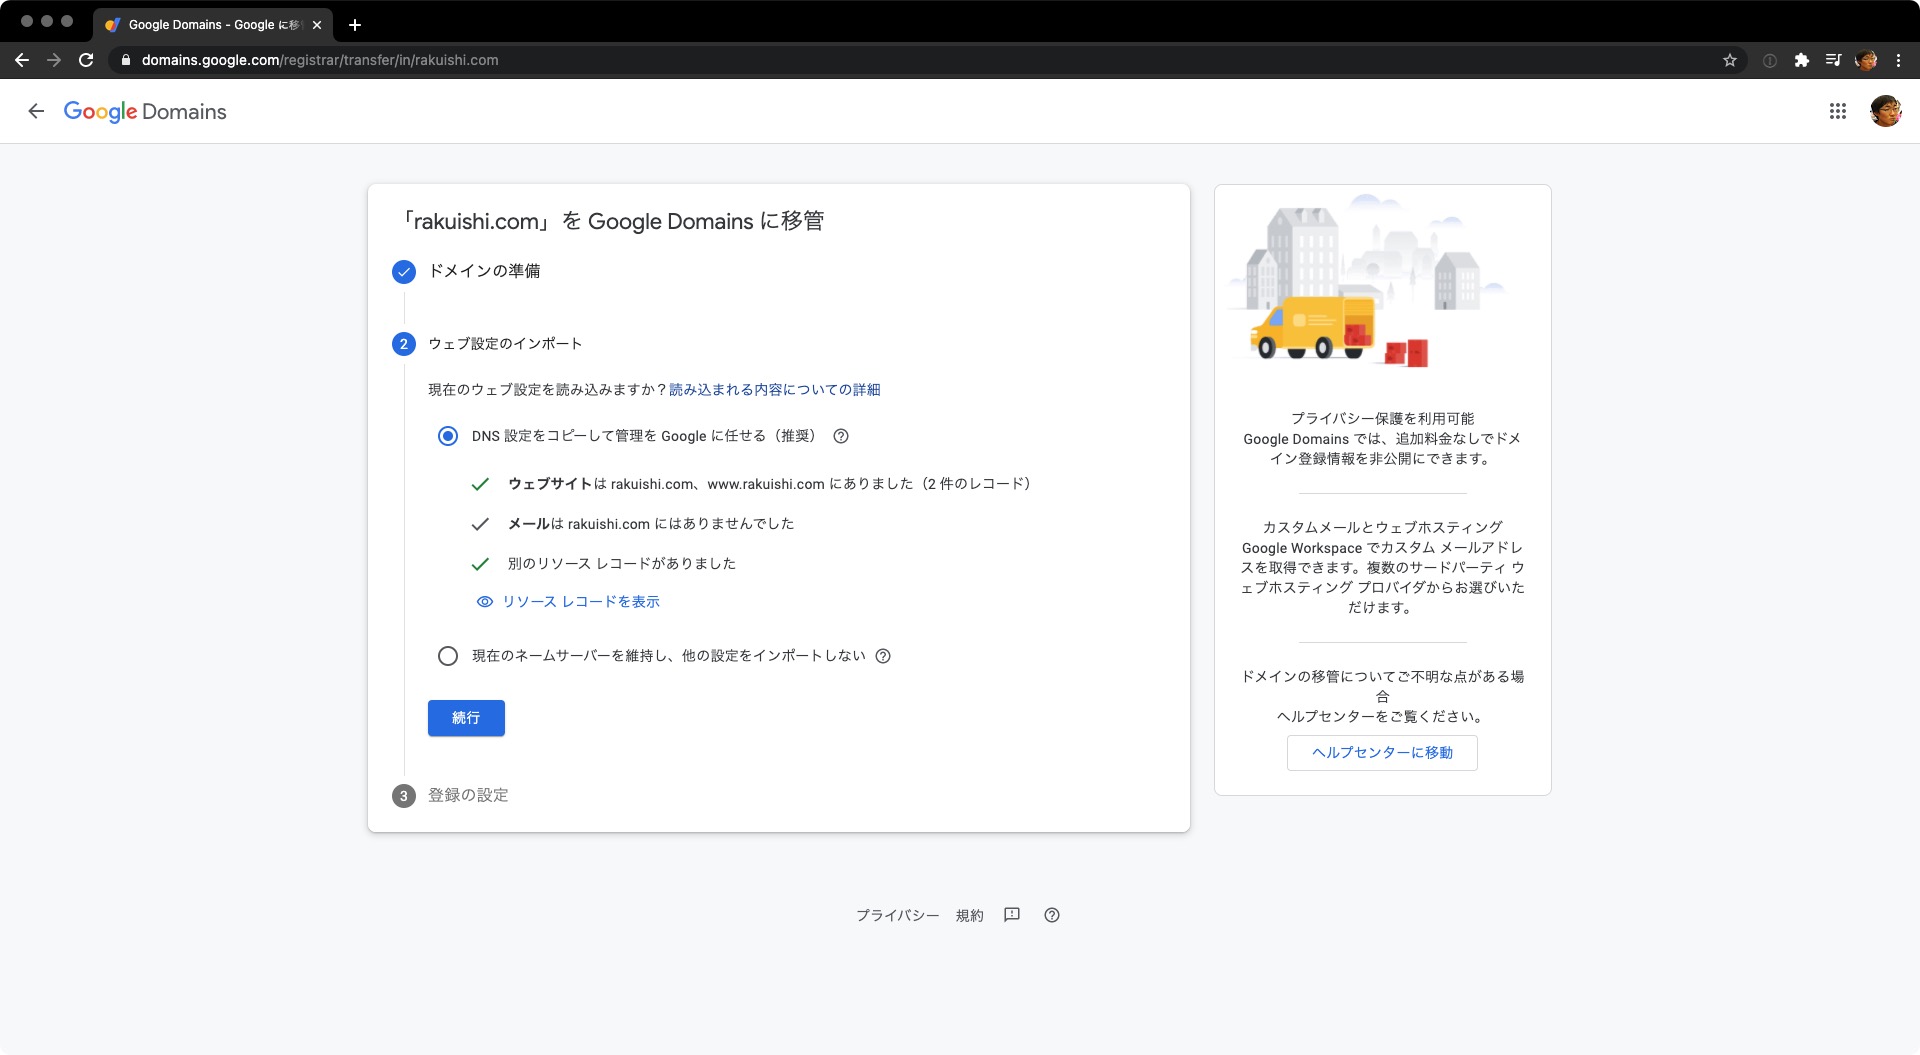 Google Domains - Google に移
domains.google.com/registrar/transfer/in/rakuishi.com
Google Domains
「rakuishi.com」を Google Domains に移管
ドメインの準備
2 ウェブ設定のインポート
現在のウェブ設定を読み込みますか？読み込まれる内容についての詳細
DNS 設定をコピーして管理を Google に任せる（推奨）
ウェブサイトは rakuishi.com、www.rakuishi.com にありました（2 件のレコード）
メールは rakuishi.com にはありませんでした
別のリソース レコードがありました
リソース レコードを表示
現在のネームサーバーを維持し、他の設定をインポートしない
続行
3 登録の設定
プライバシー保護を利用可能
Google Domains では、追加料金なしでドメ
イン登録情報を非公開にできます。
カスタムメールとウェブホスティング
Google Workspace でカスタム メールアドレ
スを取得できます。複数のサードパーティ ウ
ェブホスティング プロバイダからお選びいた
だけます。
ドメインの移管についてご不明な点がある場
合
ヘルプセンターをご覧ください。
ヘルプセンターに移動
プライバシー 規約